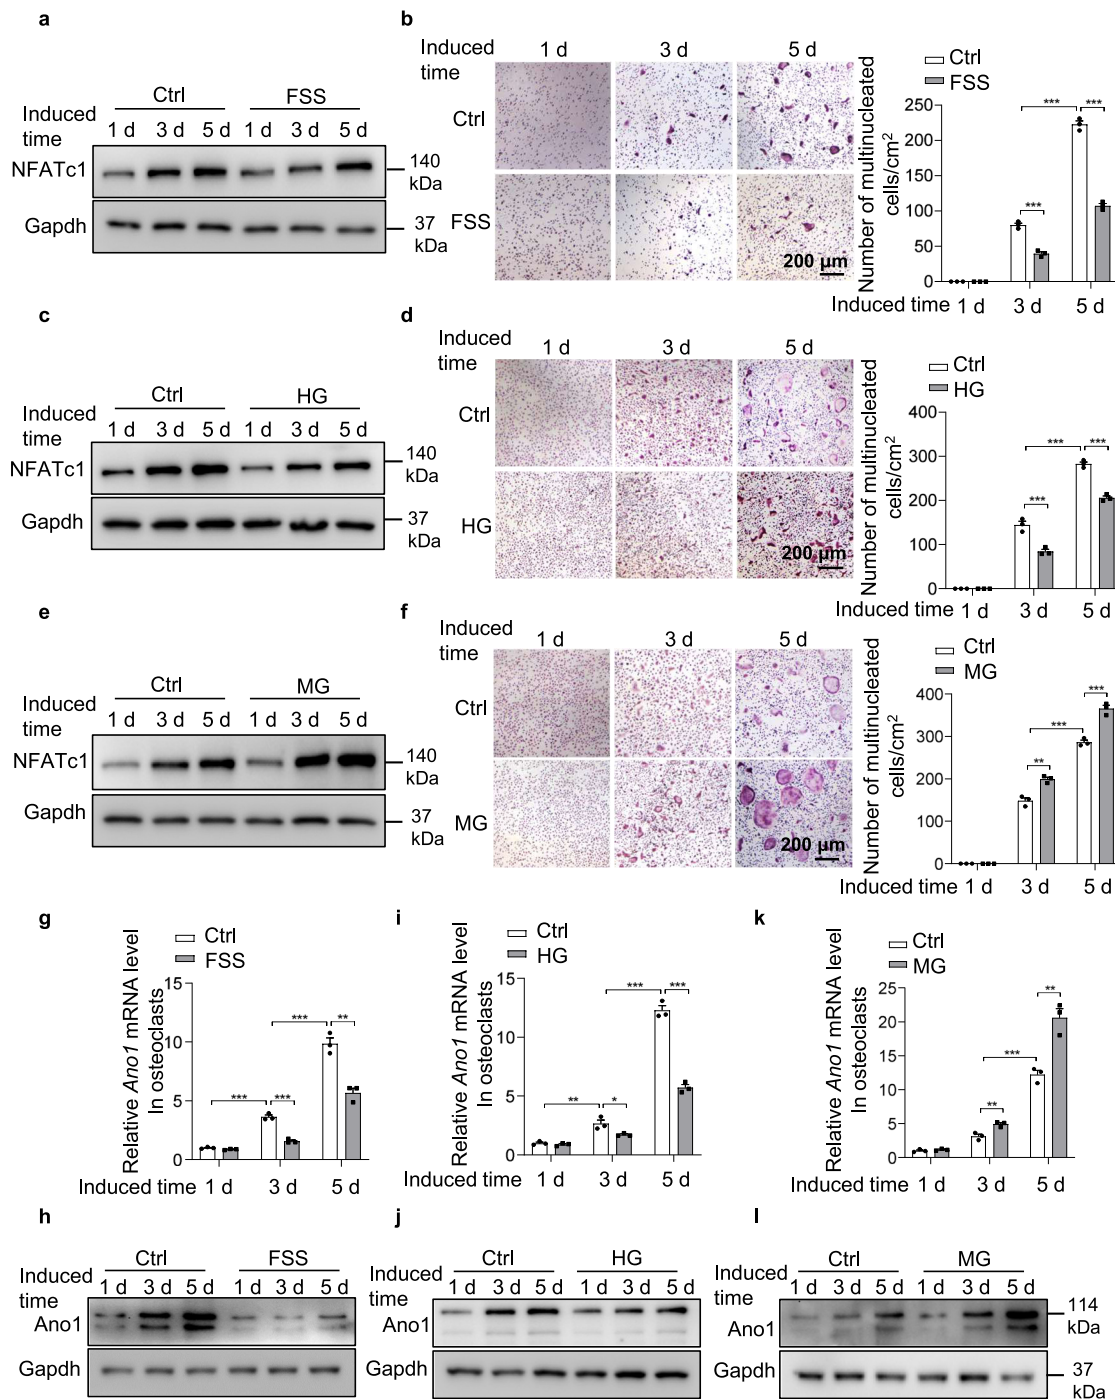 a
Ctrl FSS
Induced
time
1 d 3 d 5 d 1 d 3 d 5 d
NFATc1
140
kDa
Gapdh
37
kDa
b
Induced
time
1 d 3 d 5 d
Ctrl
FSS
200 µm
Ctrl
FSS
Number of multinucleated
cells/cm²
250
200
150
100
50
0
*** ***
***
Induced time 1 d 3 d 5 d
c
Ctrl HG
Induced
time
1 d 3 d 5 d 1 d 3 d 5 d
NFATc1
140
kDa
Gapdh
37
kDa
d
Induced
time
1 d 3 d 5 d
Ctrl
HG
200 µm
Ctrl
HG
Number of multinucleated
cells/cm²
400
300
200
100
0
*** ***
***
Induced time 1 d 3 d 5 d
e
Ctrl MG
Induced
time
1 d 3 d 5 d 1 d 3 d 5 d
NFATc1
140
kDa
Gapdh
37
kDa
f
Induced
time
1 d 3 d 5 d
Ctrl
MG
200 µm
Ctrl
MG
Number of multinucleated
cells/cm²
400
300
200
100
0
***
***
**
Induced time 1 d 3 d 5 d
g
Ctrl
FSS
Relative Ano1 mRNA level
In osteoclasts
15
10
5
0
*** **
*** ***
Induced time 1 d 3 d 5 d
i
Ctrl
HG
Relative Ano1 mRNA level
In osteoclasts
15
10
5
0
*** ***
** *
Induced time 1 d 3 d 5 d
k
Ctrl
MG
Relative Ano1 mRNA level
In osteoclasts
25
20
15
10
5
0
**
***
**
Induced time 1 d 3 d 5 d
h
Ctrl FSS
Induced
time
1 d 3 d 5 d 1 d 3 d 5 d
Ano1
Gapdh
j
Ctrl HG
Induced
time
1 d 3 d 5 d 1 d 3 d 5 d
Ano1
Gapdh
l
Ctrl MG
Induced
time
1 d 3 d 5 d 1 d 3 d 5 d
Ano1
114
kDa
Gapdh
37
kDa